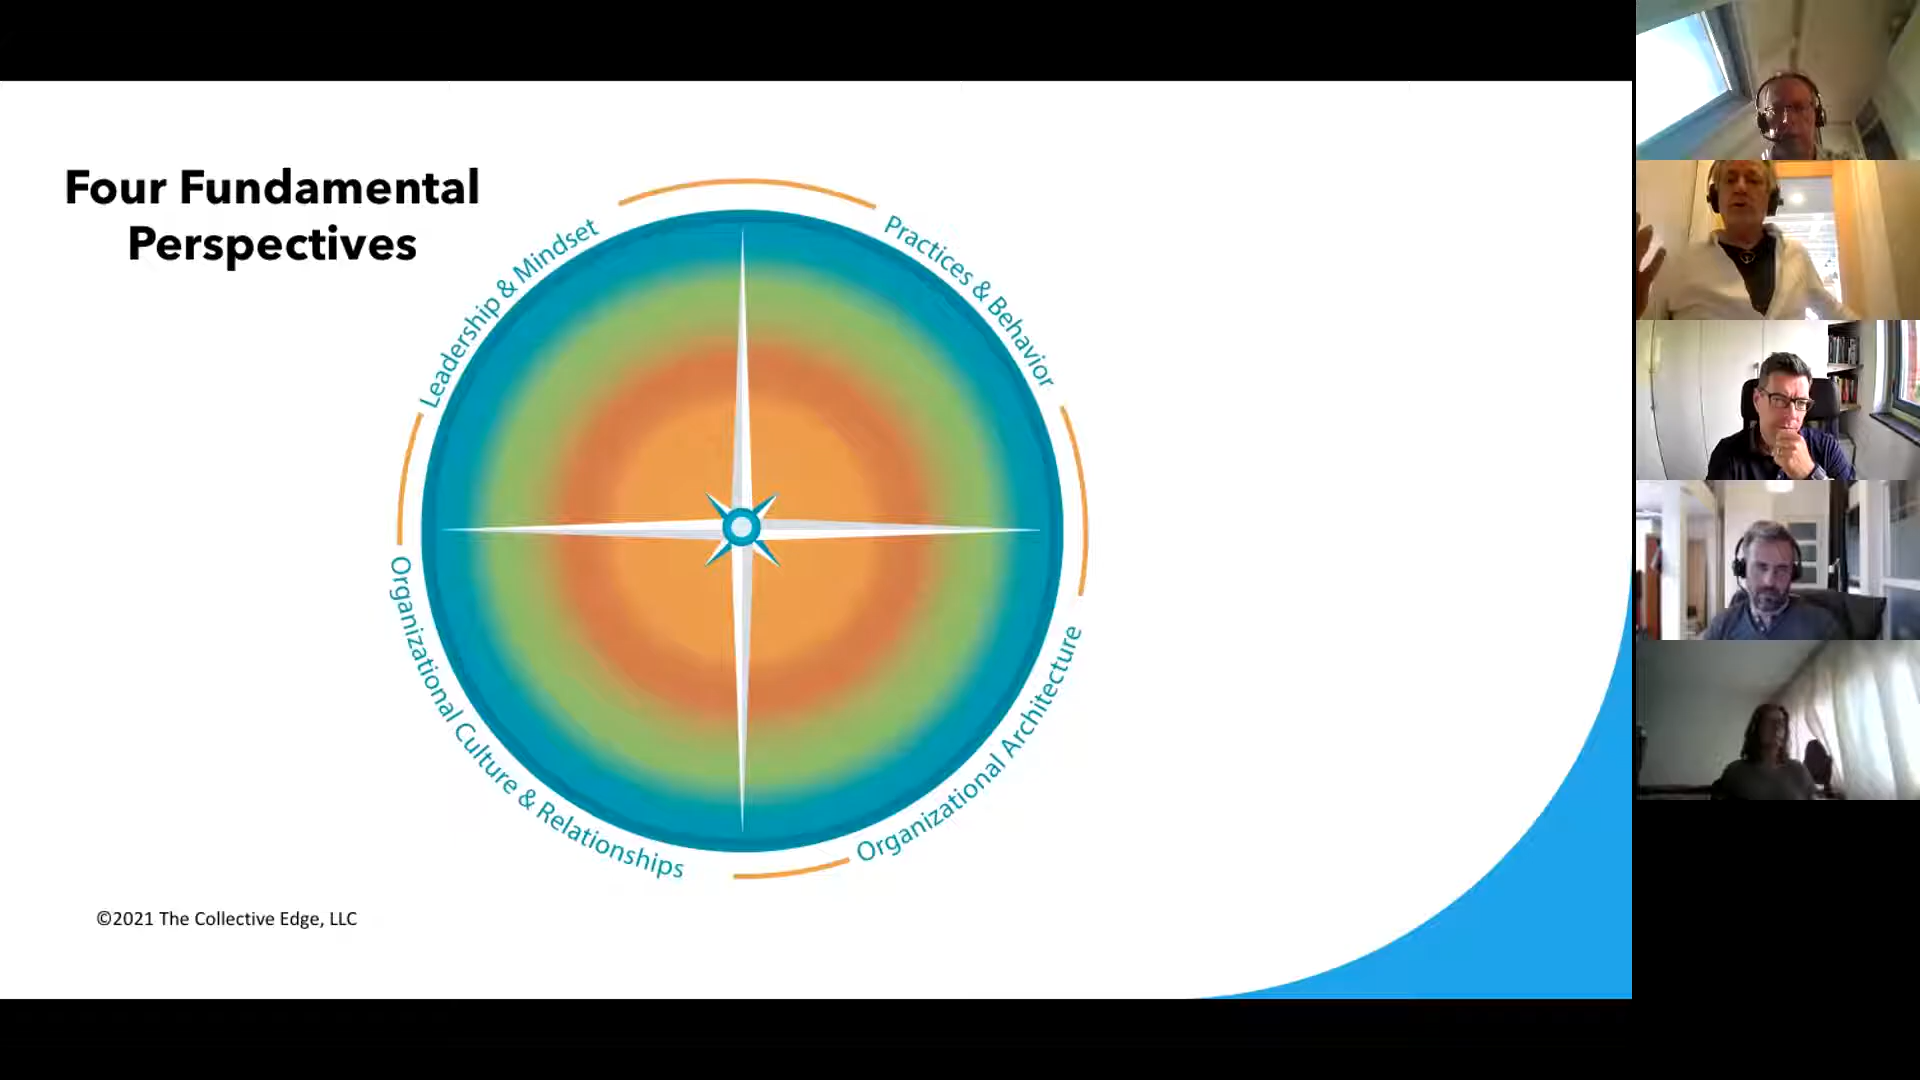 Four Fundamental
Perspectives
Leadership & Mindset
Practices & Behavior
Organizational Culture & Relationships
Organizational Architecture
©2021 The Collective Edge, LLC